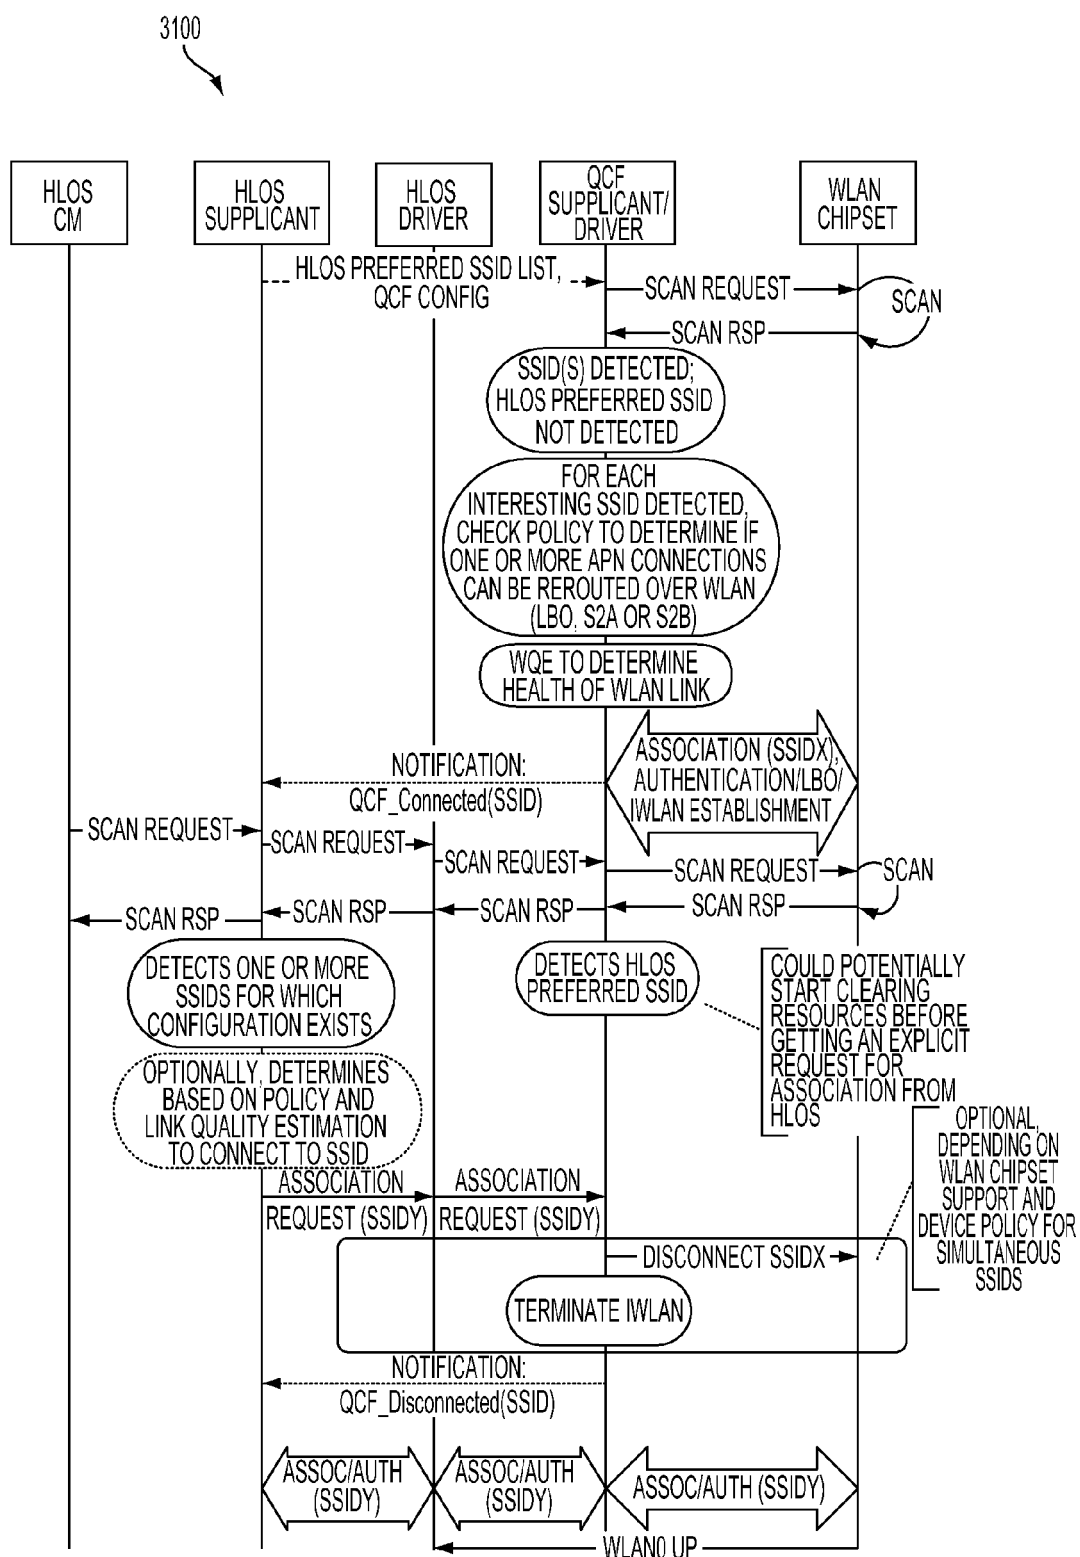 3100
HLOS
CM
HLOS
SUPPLICANT
HLOS
DRIVER
QCF
SUPPLICANT/
DRIVER
WLAN
CHIPSET
HLOS PREFERRED SSID LIST,
QCF CONFIG
SCAN REQUEST
SCAN
SCAN RSP
SSID(S) DETECTED;
HLOS PREFERRED SSID
NOT DETECTED
FOR EACH
INTERESTING SSID DETECTED,
CHECK POLICY TO DETERMINE IF
ONE OR MORE APN CONNECTIONS
CAN BE REROUTED OVER WLAN
(LBO, S2A OR S2B)
WQE TO DETERMINE
HEALTH OF WLAN LINK
ASSOCIATION (SSIDX),
AUTHENTICATION/LBO/
IWLAN ESTABLISHMENT
NOTIFICATION:
QCF_Connected(SSID)
SCAN REQUEST
SCAN REQUEST
SCAN REQUEST
SCAN REQUEST
SCAN
SCAN RSP
SCAN RSP
SCAN RSP
SCAN RSP
DETECTS ONE OR MORE
SSIDS FOR WHICH
CONFIGURATION EXISTS
DETECTS HLOS
PREFERRED SSID
COULD POTENTIALLY
START CLEARING
RESOURCES BEFORE
GETTING AN EXPLICIT
REQUEST FOR
ASSOCIATION FROM
HLOS
OPTIONALLY, DETERMINES
BASED ON POLICY AND
LINK QUALITY ESTIMATION
TO CONNECT TO SSID
OPTIONAL,
DEPENDING ON
WLAN CHIPSET
SUPPORT AND
DEVICE POLICY FOR
SIMULTANEOUS
SSIDS
ASSOCIATION
REQUEST (SSIDY)
ASSOCIATION
REQUEST (SSIDY)
DISCONNECT SSIDX
TERMINATE IWLAN
NOTIFICATION:
QCF_Disconnected(SSID)
ASSOC/AUTH
(SSIDY)
ASSOC/AUTH
(SSIDY)
ASSOC/AUTH (SSIDY)
WLAN0 UP